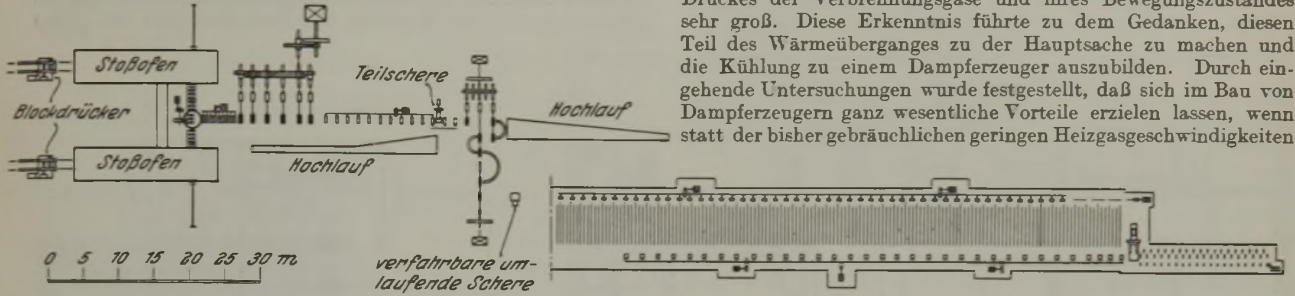 Druckes der Verbrennungsgase und ihres Bewegungszustandes
sehr groß. Diese Erkenntnis führte zu dem Gedanken, diesen
Teil des Wärmeüberganges zu der Hauptsache zu machen und
die Kühlung zu einem Dampferzeuger auszubilden. Durch ein-
gehende Untersuchungen wurde festgestellt, daß sich im Bau von
Dampferzeugern ganz wesentliche Vorteile erzielen lassen, wenn
statt der bisher gebräuchlichen geringen Heizgasgeschwindigkeiten
Stoßofen
Blockdrücker
Stoßofen
Teilschere
Hochlauf
Hochlauf
0 5 10 15 20 25 30 m
verfahrbare um-
laufende Schere